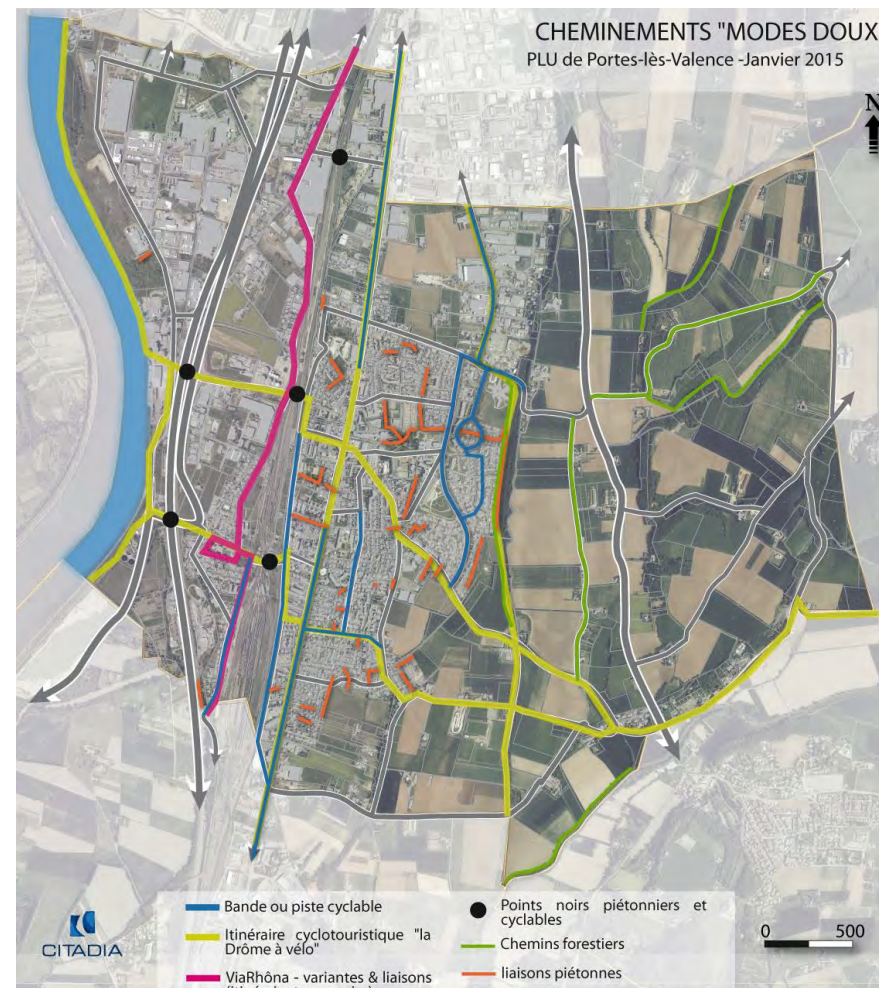 CHEMINEMENTS "MODES DOUX
PLU de Portes-lès-Valence -Janvier 2015
N
CITADIA
Bande ou piste cyclable
Itinéraire cyclotouristique "la
Drôme à vélo"
ViaRhôna - variantes & liaisons
Points noirs piétonniers et
cyclables
Chemins forestiers
liaisons piétonnes
0 500